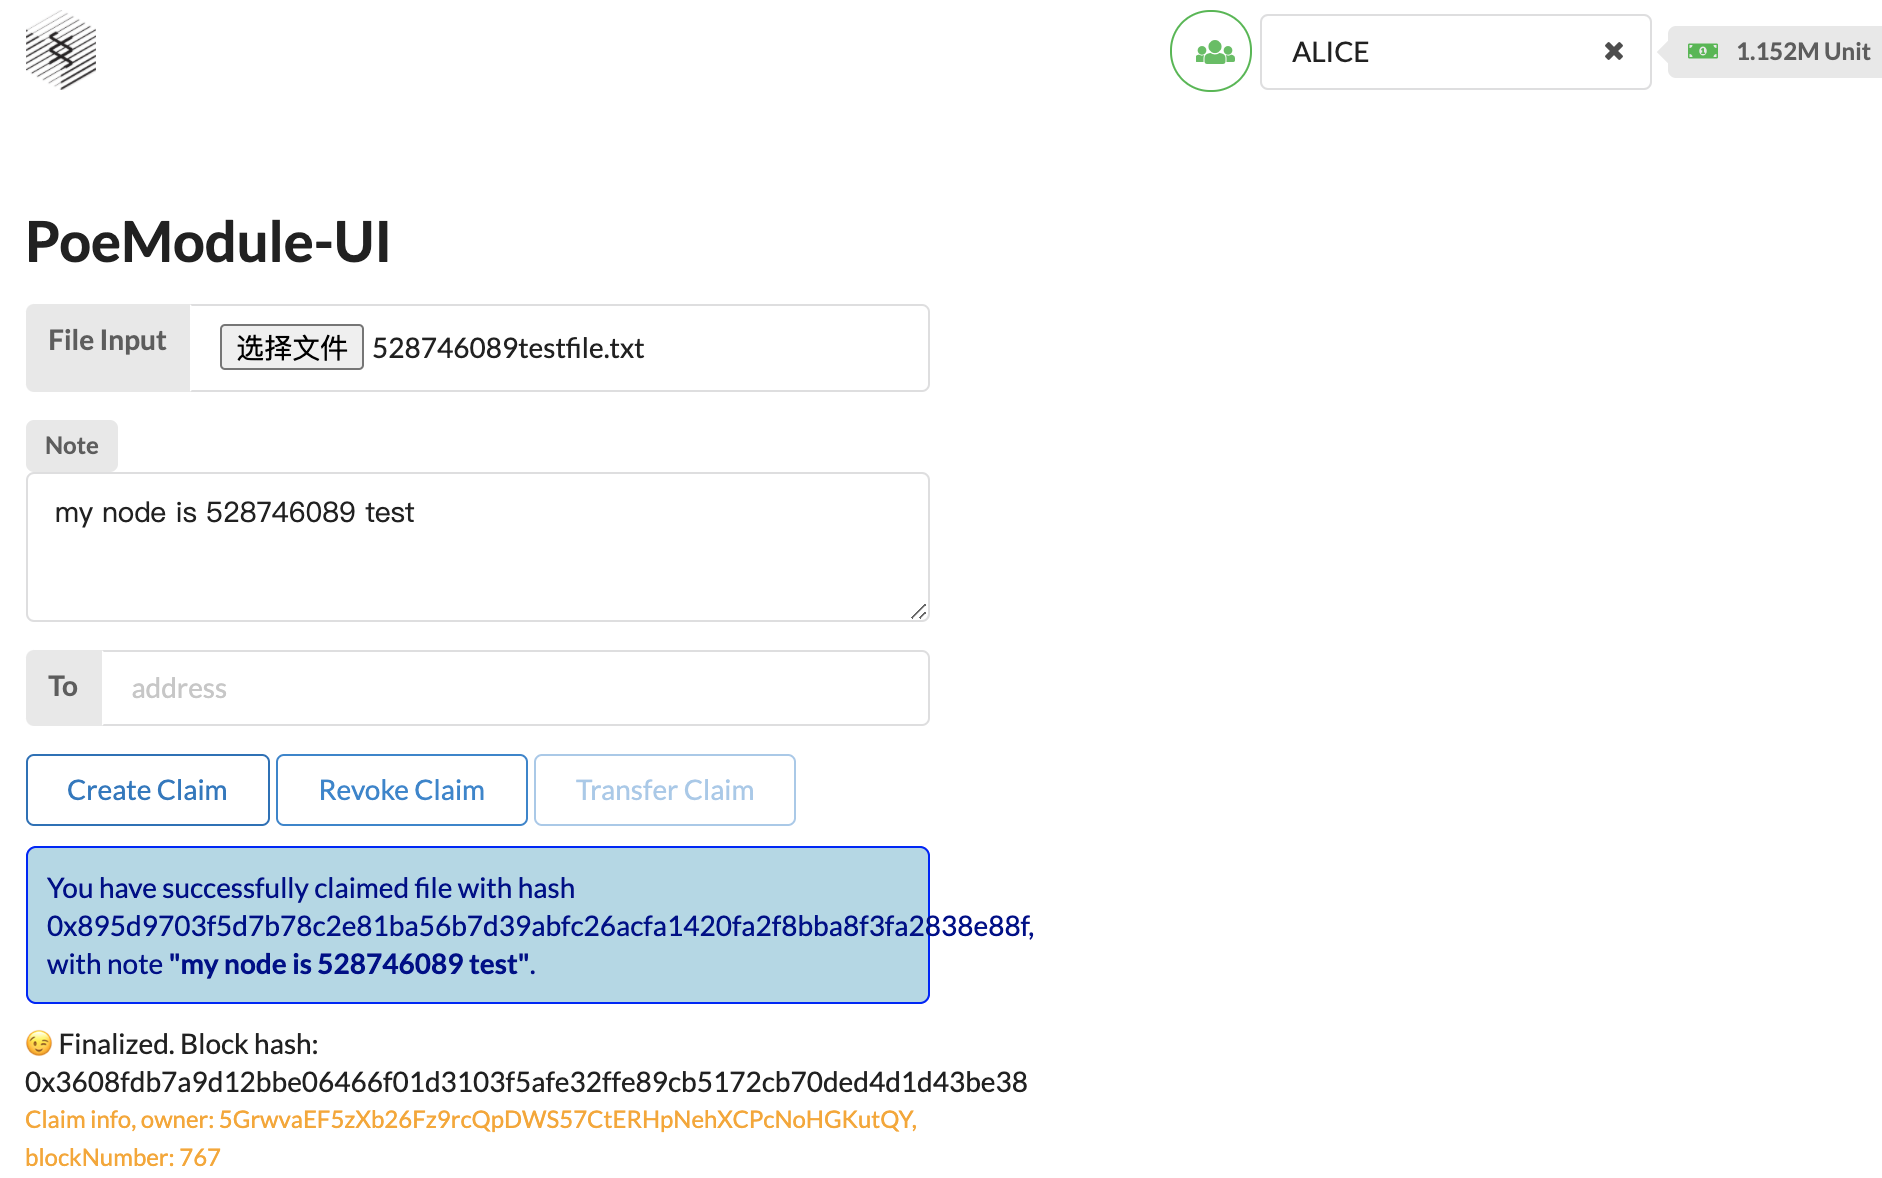 ALICE
1.152M Unit
PoeModule-UI
File Input
选择文件 528746089testfile.txt
Note
my node is 528746089 test
To
address
Create Claim
Revoke Claim
Transfer Claim
You have successfully claimed file with hash
0x895d9703f5d7b78c2e81ba56b7d39abfc26acfa1420fa2f8bba8f3fa2838e88f,
with note "my node is 528746089 test".
😉 Finalized. Block hash:
0x3608fdb7a9d12bbe06466f01d3103f5afe32ffe89cb5172cb70ded4d1d43be38
Claim info, owner: 5GrwvaEF5zXb26Fz9rcQpDWS57CtERHpNehXCPcNoHGKutQY,
blockNumber: 767